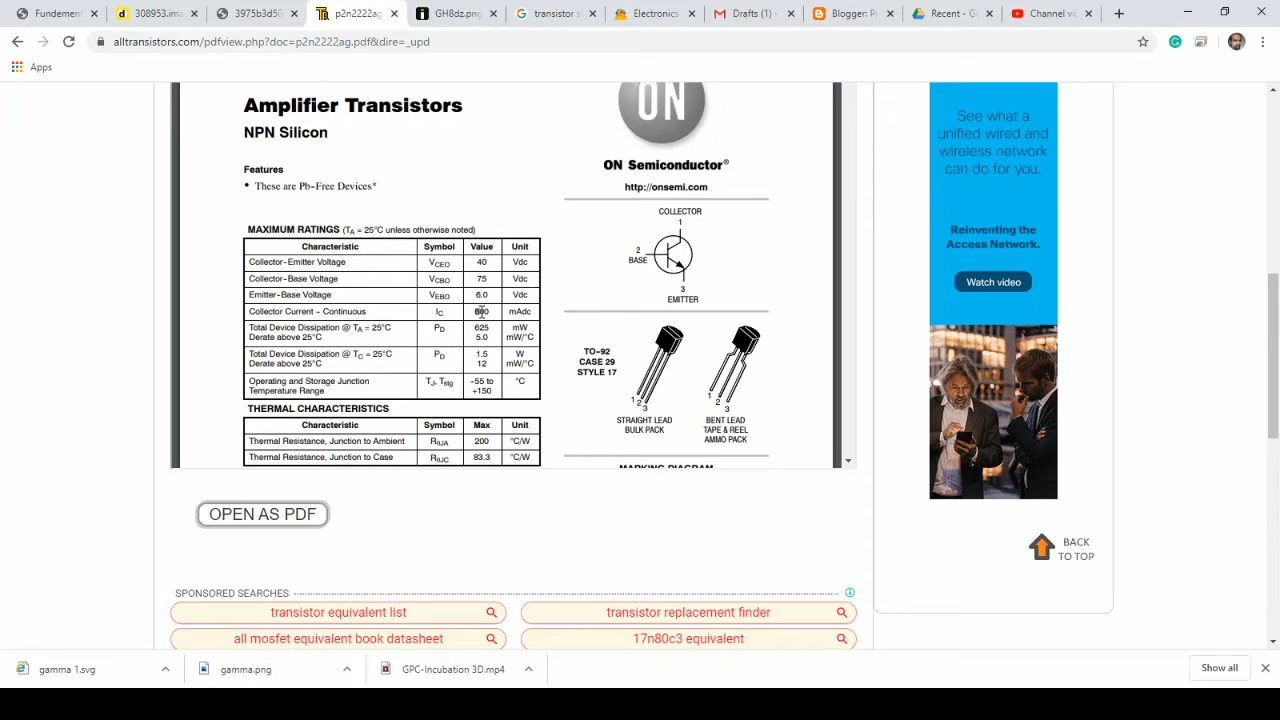 Fundement
308953.ima
3975b3d50
p2n2222ag
GH8dz.png
transistor s
Electronics
Drafts (1) -
Blogger: P
Recent - G
Channel vi
alltransistors.com/pdfview.php?doc=p2n2222ag.pdf&dire=_upd
Apps
Amplifier Transistors
NPN Silicon
Features
• These are Pb-Free Devices*
MAXIMUM RATINGS (TA = 25°C unless otherwise noted)
Characteristic Symbol Value Unit
Collector-Emitter Voltage VCEO 40 Vdc
Collector-Base Voltage VCBO 75 Vdc
Emitter-Base Voltage VEBO 6.0 Vdc
Collector Current - Continuous IC 600 mAdc
Total Device Dissipation @ TA = 25°C PD 625 mW
Derate above 25°C 5.0 mW/°C
Total Device Dissipation @ TC = 25°C PD 1.5 W
Derate above 25°C 12 mW/°C
Operating and Storage Junction TJ, Tstg -55 to °C
Temperature Range +150
THERMAL CHARACTERISTICS
Characteristic Symbol Max Unit
Thermal Resistance, Junction to Ambient RθJA 200 °C/W
Thermal Resistance, Junction to Case RθJC 83.3 °C/W
ON
ON Semiconductor®
http://onsemi.com
COLLECTOR
1
2
BASE
3
EMITTER
TO-92
CASE 29
STYLE 17
1 2 3
STRAIGHT LEAD
BULK PACK
1 2 3
BENT LEAD
TAPE & REEL
AMMO PACK
MARKING DIAGRAM
See what a
unified wired and
wireless network
can do for you.
Reinventing the
Access Network.
Watch video
OPEN AS PDF
BACK
TO TOP
SPONSORED SEARCHES
transistor equivalent list
transistor replacement finder
all mosfet equivalent book datasheet
17n80c3 equivalent
gamma 1.svg
gamma.png
GPC-Incubation 3D.mp4
Show all